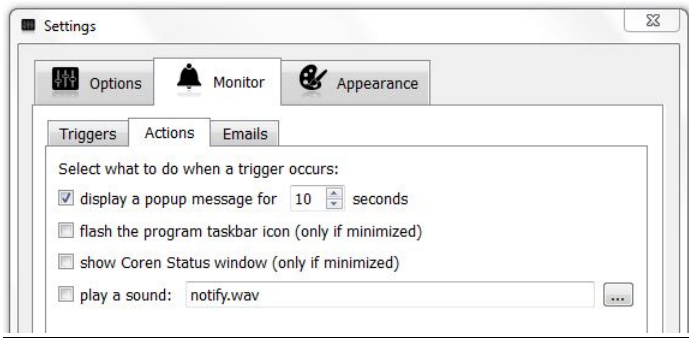 Settings
Options Monitor Appearance
Triggers Actions Emails
Select what to do when a trigger occurs:
display a popup message for 10 seconds
flash the program taskbar icon (only if minimized)
show Coren Status window (only if minimized)
play a sound: notify.wav ...